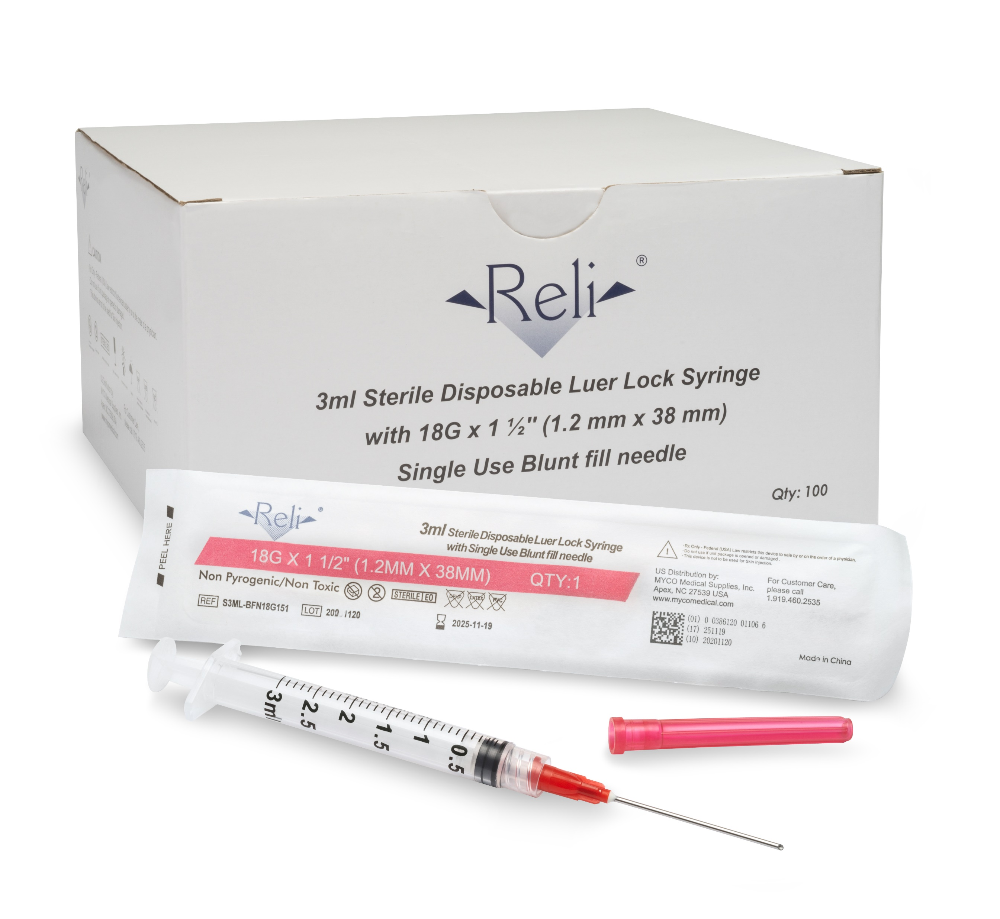 Reli®
3ml Sterile Disposable Luer Lock Syringe
with 18G x 1 ½" (1.2 mm x 38 mm)
Single Use Blunt fill needle
Qty: 100
Reli
CAUTION
PEEL HERE
Reli®
3ml Sterile Disposable Luer Lock Syringe
with Single Use Blunt fill needle
18G X 1 1/2" (1.2MM X 38MM) QTY:1
Non Pyrogenic/Non Toxic
STERILE EO
DEHP LATEX PVC
REF S3ML-BFN18G151 LOT
2025-11-19
·Rx Only - Federal (USA) Law restricts this device to sale by or on the order of a physician.
·Do not use if unit package is opened or damaged .
·This device is not to be used for Skin Injection.
US Distribution by:
MYCO Medical Supplies, Inc.
Apex, NC 27539 USA
www.mycomedical.com
For Customer Care,
please call
1.919.460.2535
(01) 0 0386120 01106 6
(17) 251119
(10) 20201120
Made in China
3ml
2.5
2
1.5
1
0.5